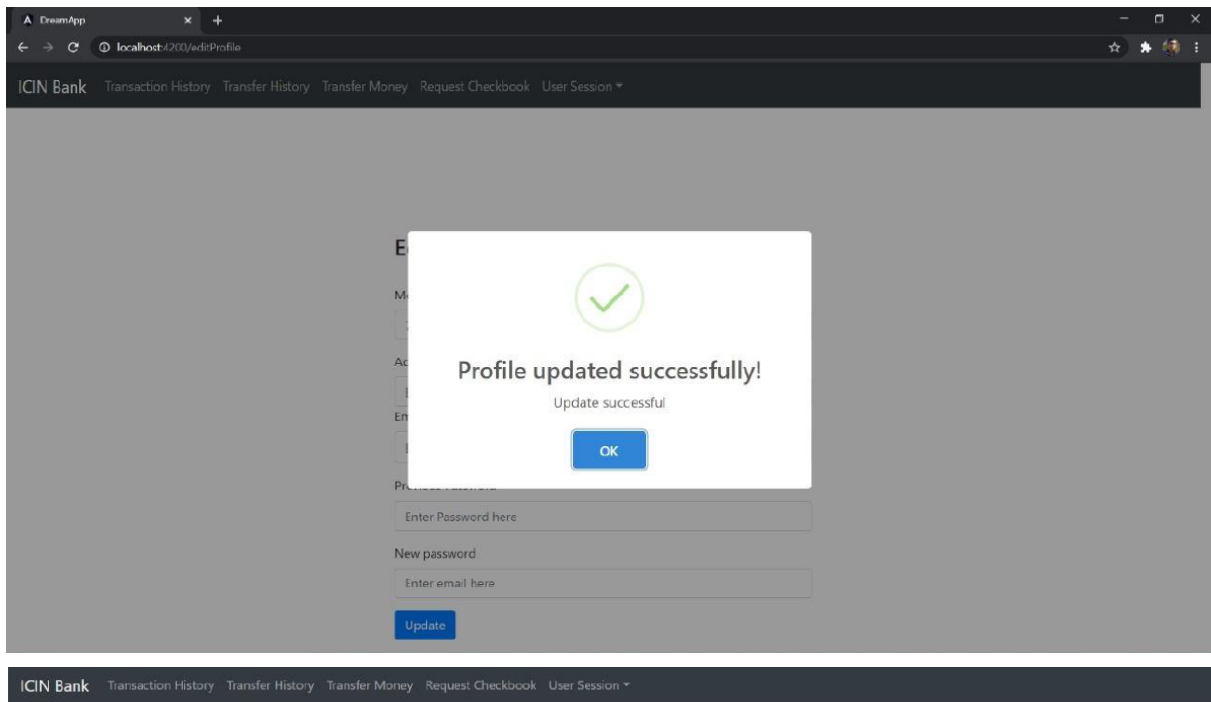 DreamApp
localhost:4200/editProfile
ICIN Bank Transaction History Transfer History Transfer Money Request Checkbook User Session
Profile updated successfully!
Update successful
OK
Enter Password here
New password
Enter email here
Update
ICIN Bank Transaction History Transfer History Transfer Money Request Checkbook User Session